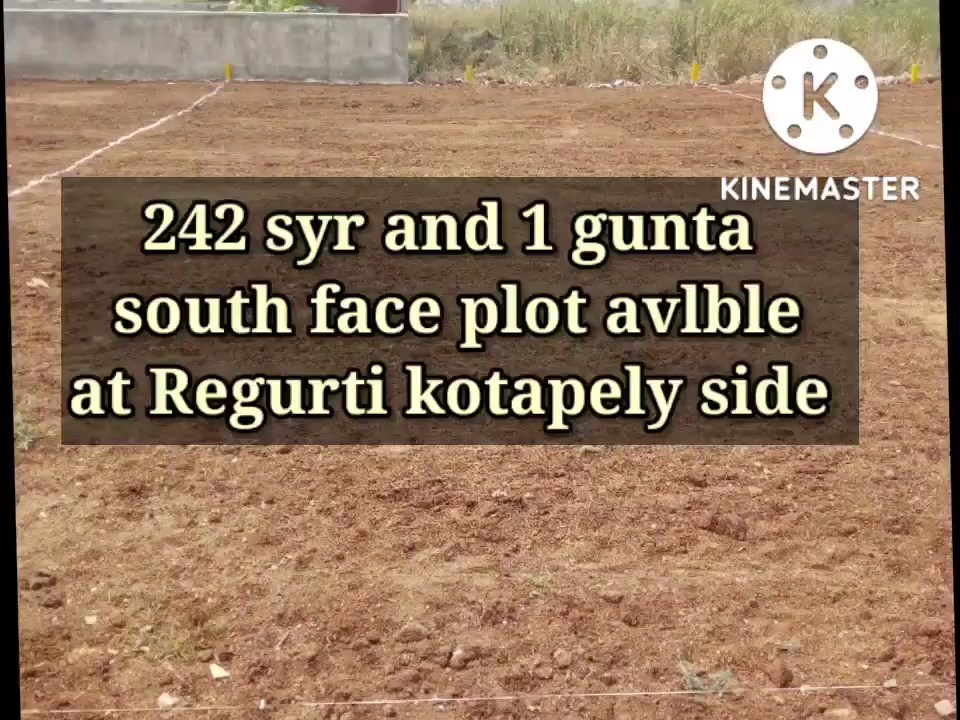 K
KINEMASTER
242 syr and 1 gunta
south face plot avlble
at Regurti kotapely side